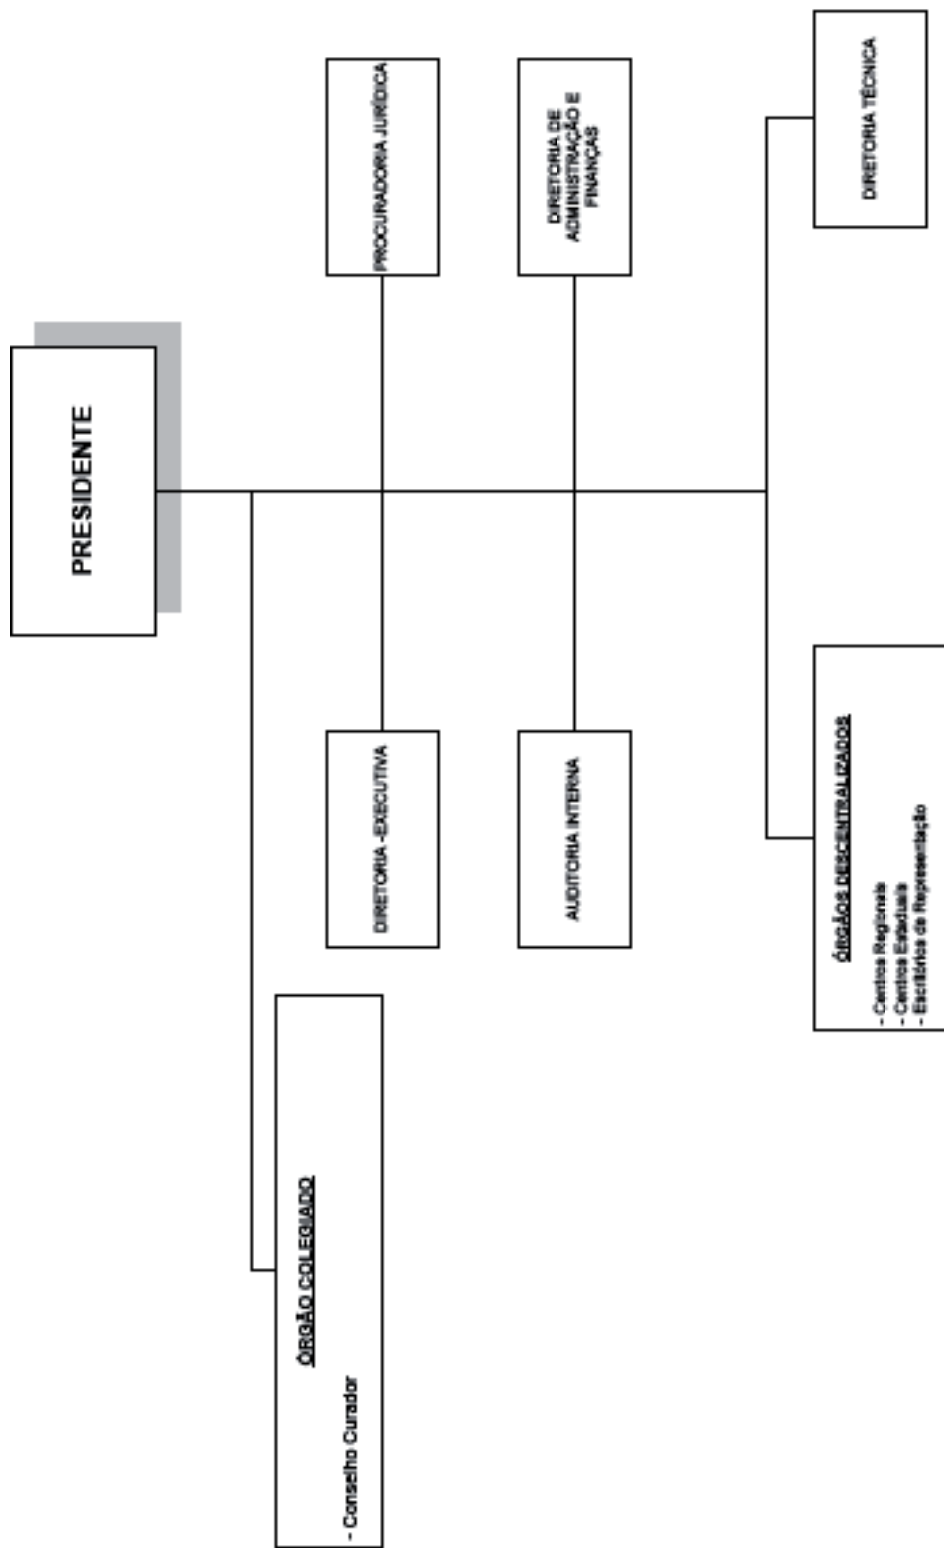 PRESIDENTE
ÓRGÃO COLEGIADO
- Conselho Curador
DIRETORIA -EXECUTIVA
PROCURADORIA JURÍDICA
AUDITORIA INTERNA
DIRETORIA DE
ADMINISTRAÇÃO E
FINANÇAS
ÓRGÃOS DESCENTRALIZADOS
- Centros Regionais
- Centros Estaduais
- Escritórios de Representação
DIRETORIA TÉCNICA